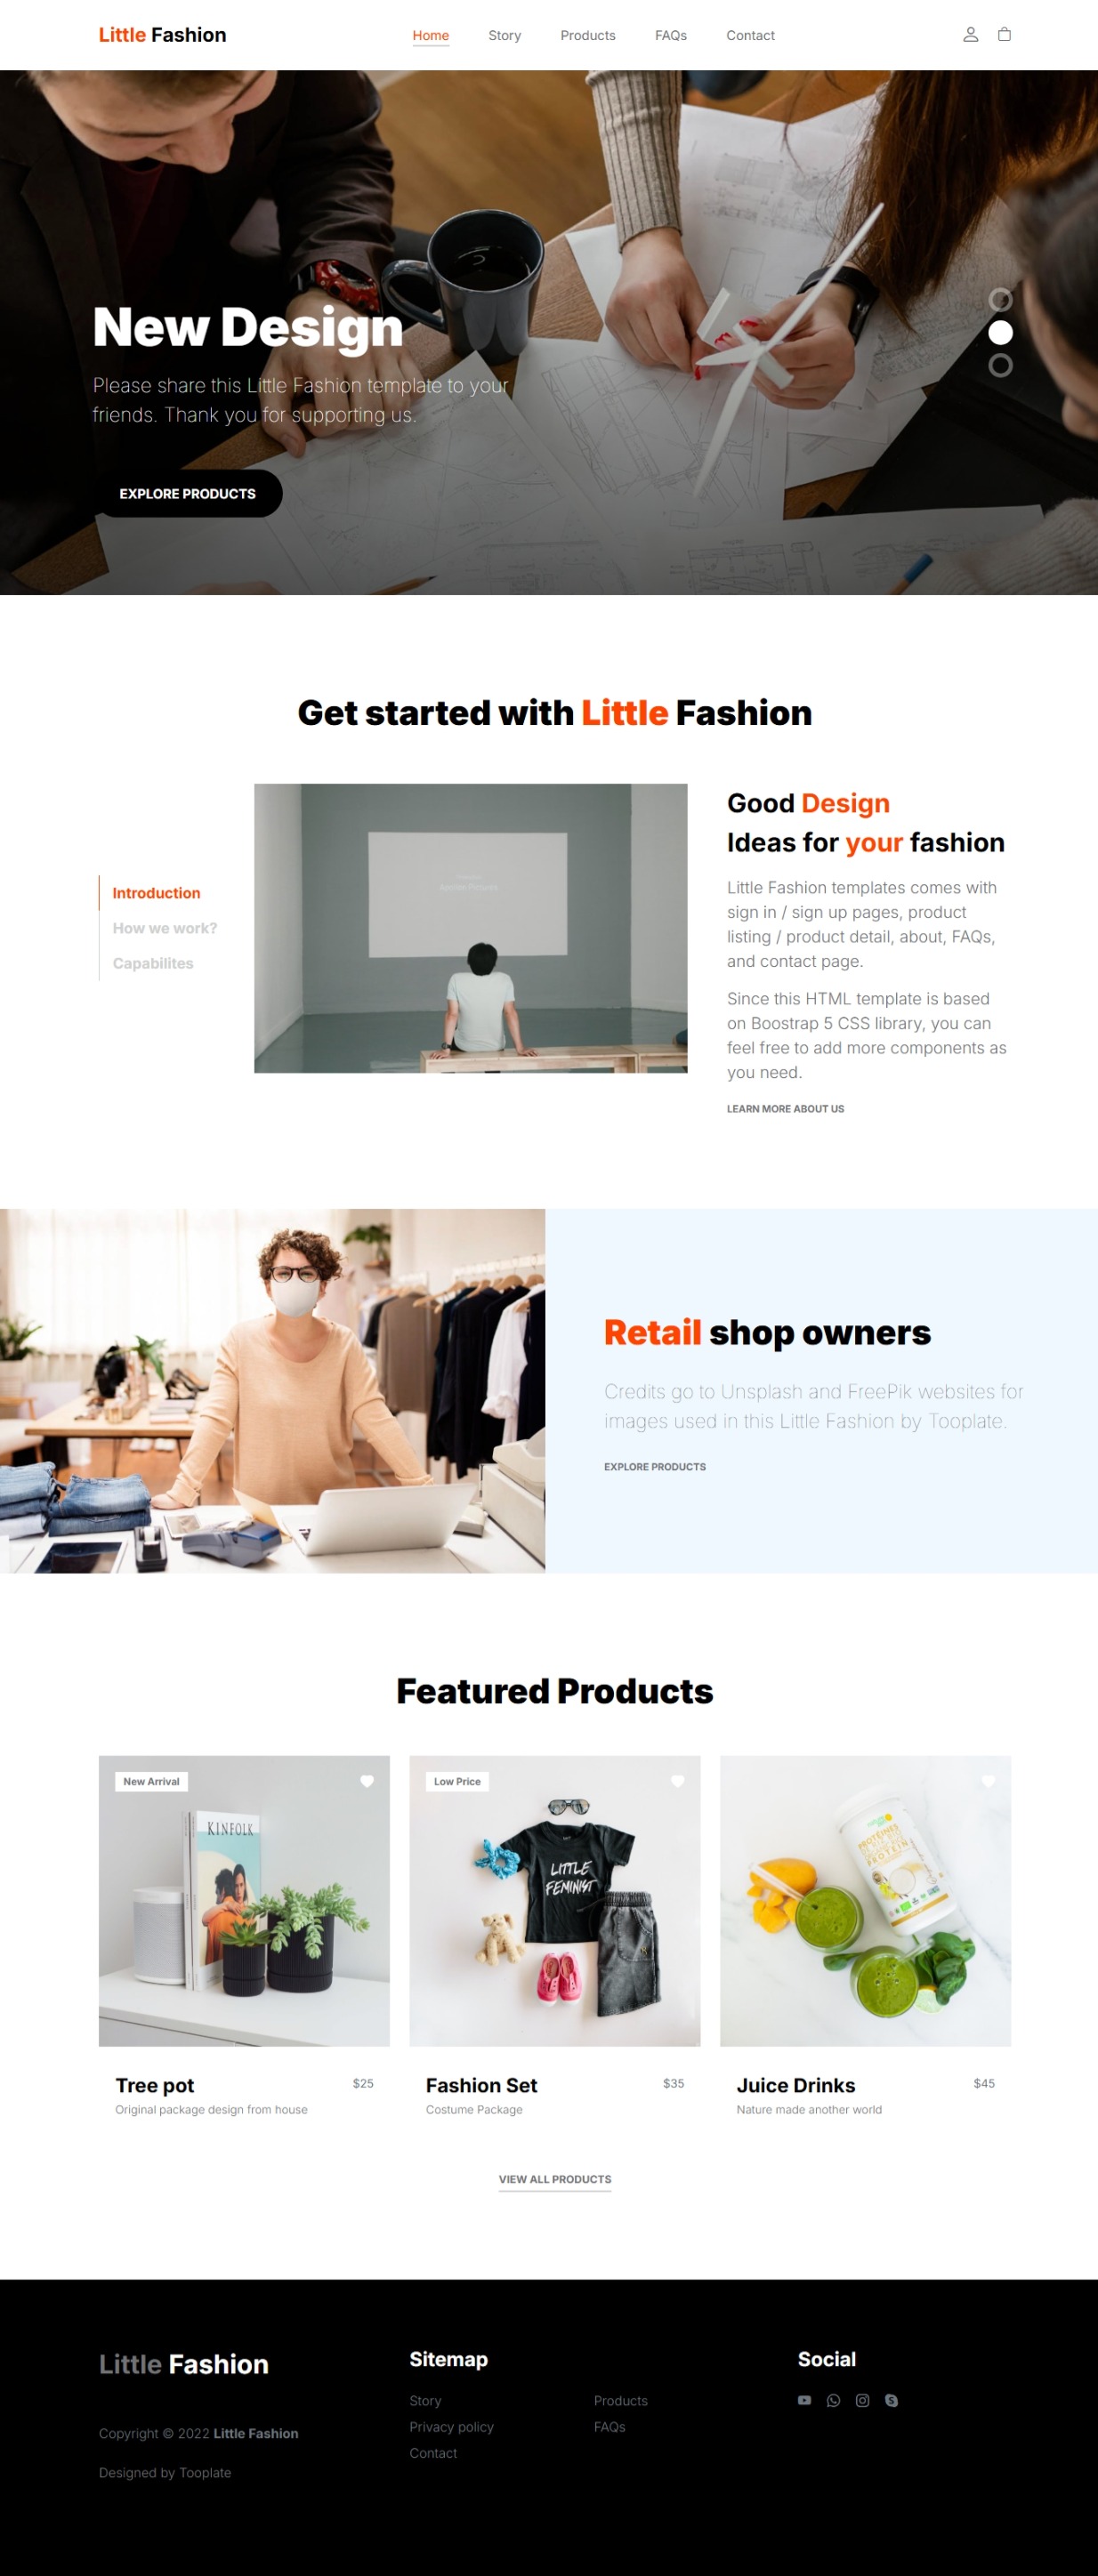 Little Fashion
Home
Story
Products
FAQs
Contact
New Design
Please share this Little Fashion template to your
friends. Thank you for supporting us.
EXPLORE PRODUCTS
Get started with Little Fashion
Introduction
How we work?
Capabilites
Good Design
Ideas for your fashion
Little Fashion templates comes with
sign in / sign up pages, product
listing / product detail, about, FAQs,
and contact page.
Since this HTML template is based
on Boostrap 5 CSS library, you can
feel free to add more components as
you need.
LEARN MORE ABOUT US
Retail shop owners
Credits go to Unsplash and FreePik websites for
images used in this Little Fashion by Tooplate.
EXPLORE PRODUCTS
Featured Products
New Arrival
KINFOLK
Low Price
LITTLE
FEMINIST
PROTEIN
Tree pot
$25
Original package design from house
Fashion Set
$35
Costume Package
Juice Drinks
$45
Nature made another world
VIEW ALL PRODUCTS
Little Fashion
Copyright © 2022 Little Fashion
Designed by Tooplate
Sitemap
Story
Products
Privacy policy
FAQs
Contact
Social